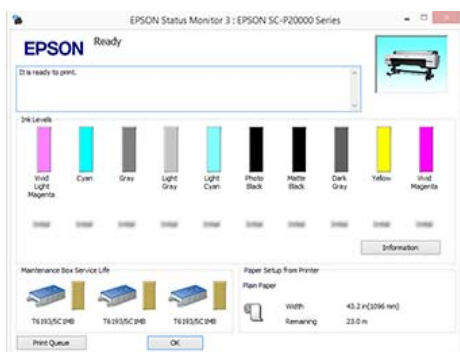 EPSON Status Monitor 3 : EPSON SC-P20000 Series
EPSON
Ready
It is ready to print.
Ink Levels
Vivid Light Magenta
Cyan
Gray
Light Gray
Light Cyan
Photo Black
Matte Black
Dark Gray
Yellow
Vivid Magenta
Information
Maintenance Box Service Life
T6193/SC1MB
T6193/SC1MB
T6193/SC1MB
Paper Setup from Printer
Plain Paper
Width
43.2 in(1096 mm)
Remaining
23.0 m
Print Queue
OK